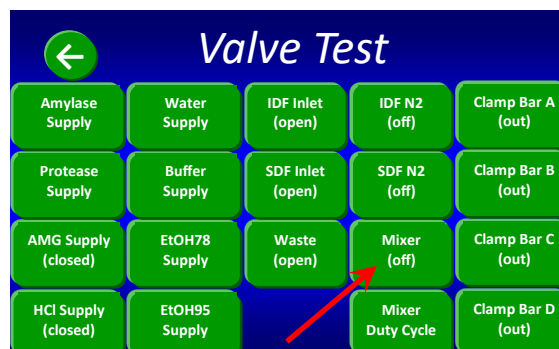 Valve Test
Amylase
Supply
Water
Supply
IDF Inlet
(open)
IDF N2
(off)
Clamp Bar A
(out)
Protease
Supply
Buffer
Supply
SDF Inlet
(open)
SDF N2
(off)
Clamp Bar B
(out)
AMG Supply
(closed)
EtOH78
Supply
Waste
(open)
Mixer
(off)
Clamp Bar C
(out)
HCl Supply
(closed)
EtOH95
Supply
Mixer
Duty Cycle
Clamp Bar D
(out)